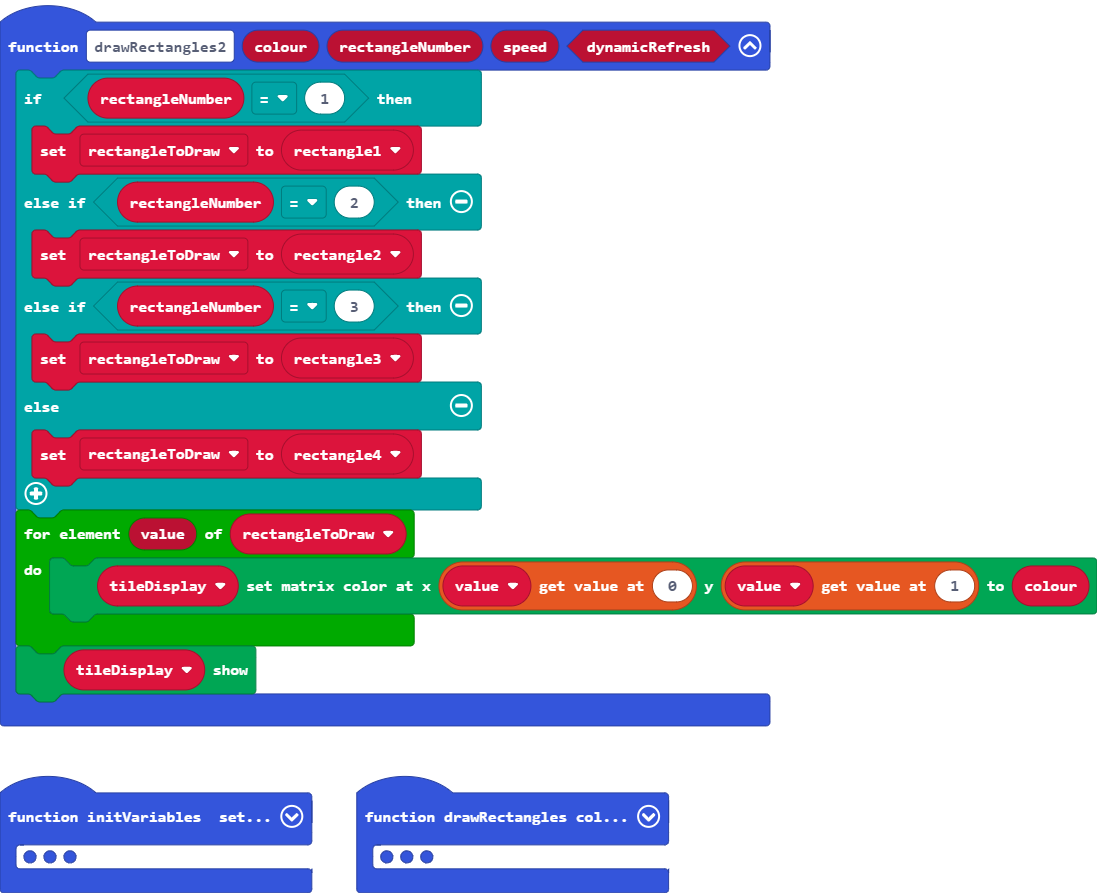 function drawRectangles2 colour rectangleNumber speed dynamicRefresh
if rectangleNumber = 1 then
set rectangleToDraw to rectangle1
else if rectangleNumber = 2 then
set rectangleToDraw to rectangle2
else if rectangleNumber = 3 then
set rectangleToDraw to rectangle3
else
set rectangleToDraw to rectangle4
for element value of rectangleToDraw
do tileDisplay set matrix color at x value get value at 0 y value get value at 1 to colour
tileDisplay show
function initVariables set...
function drawRectangles col...